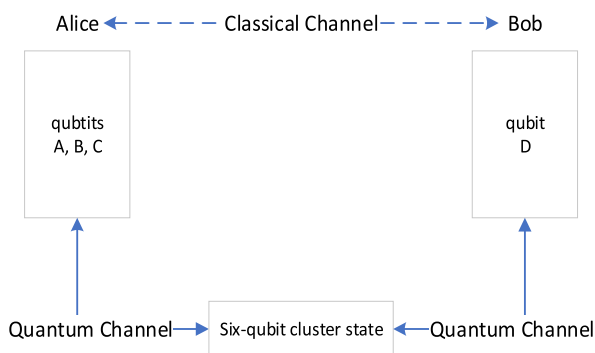 Alice Classical Channel Bob
qubtits
A, B, C
qubit
D
Quantum Channel Six-qubit cluster state Quantum Channel